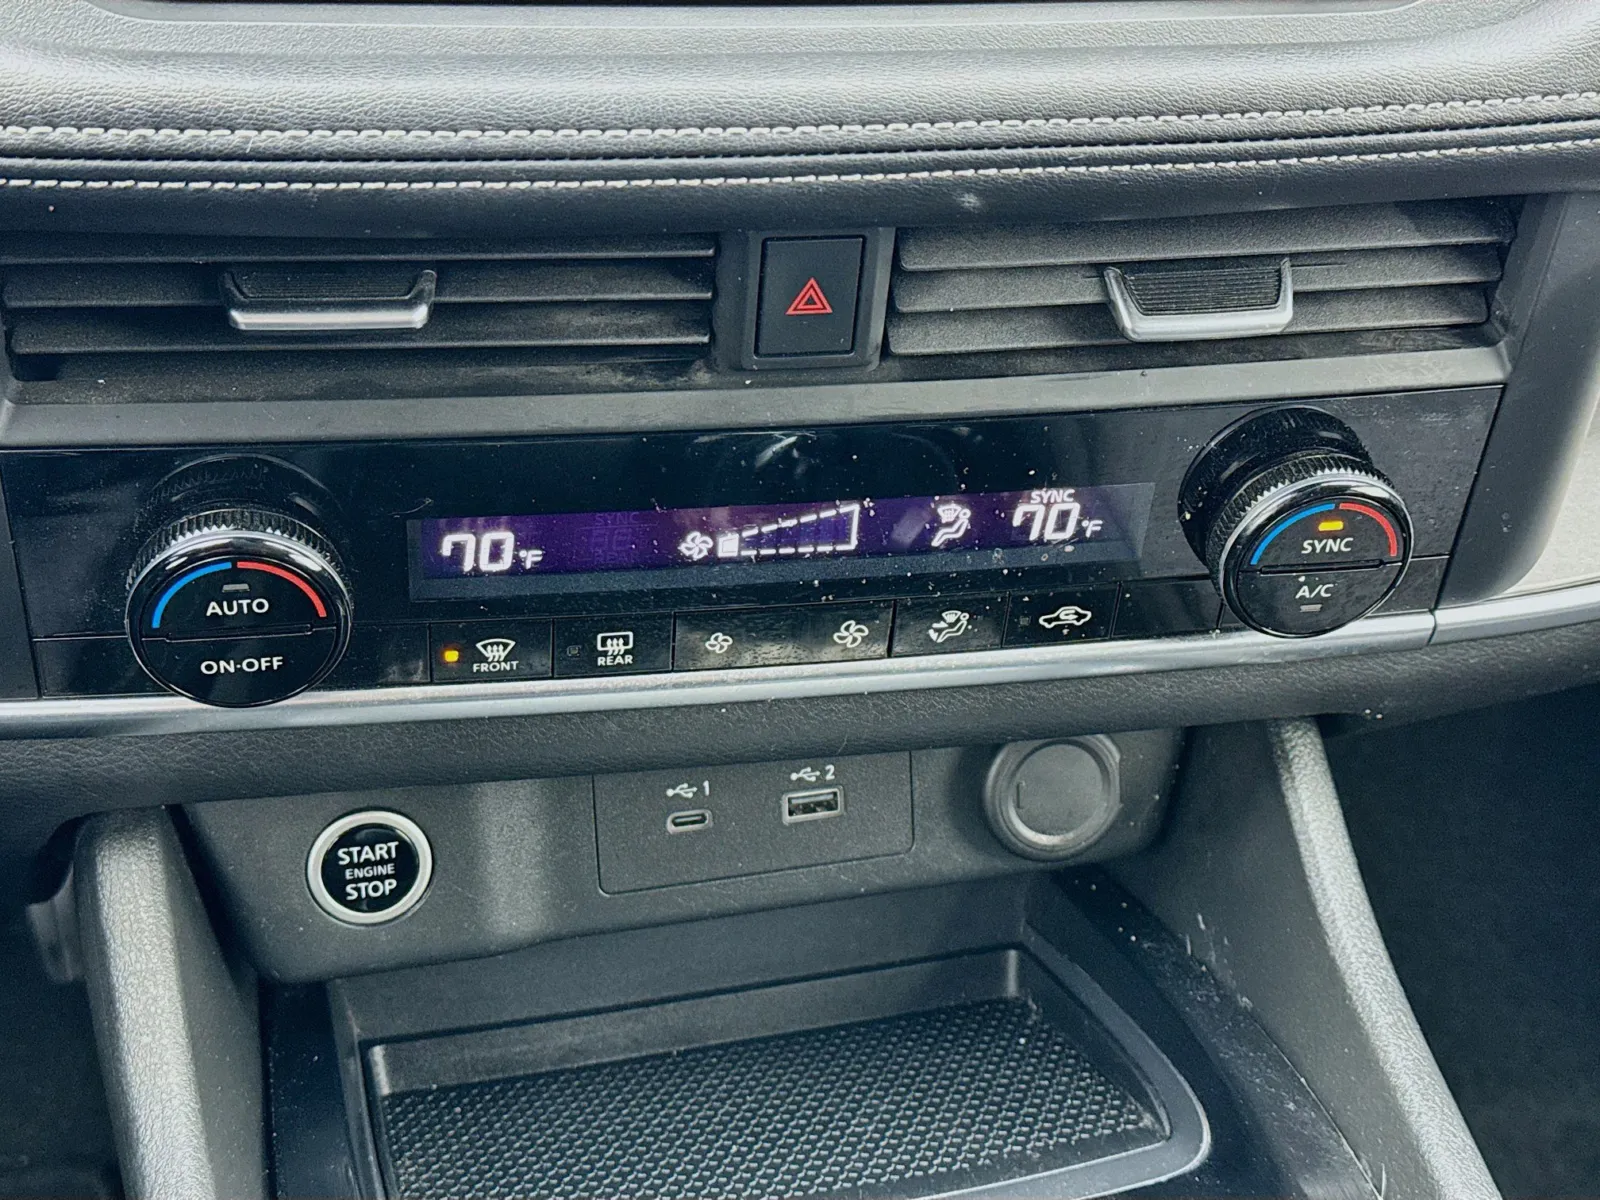 SYNC
70°F
70°F
AUTO
ON·OFF
SYNC
A/C
FRONT
REAR
1
2
START
ENGINE
STOP